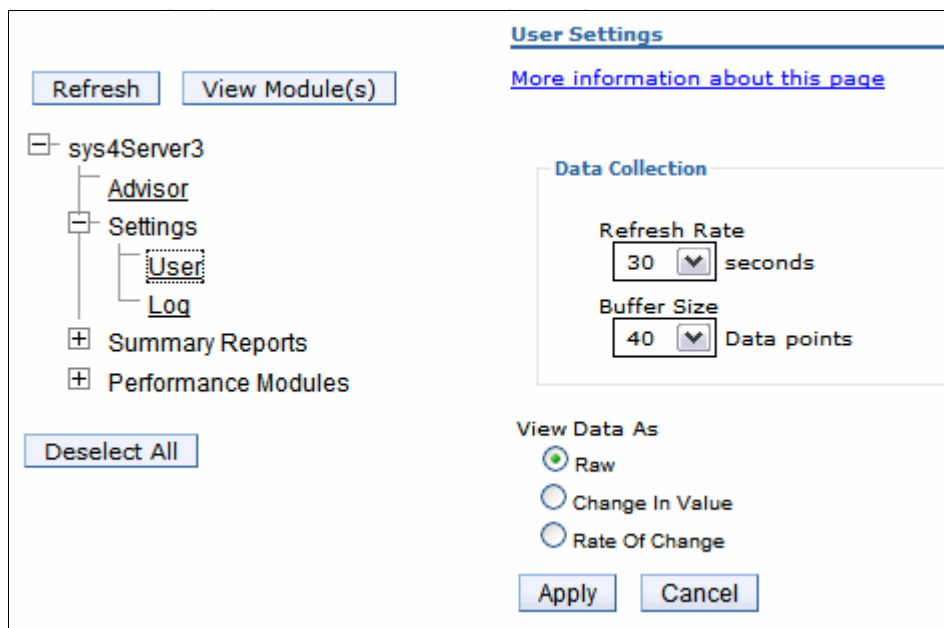 User Settings
More information about this page
Refresh
View Module(s)
sys4Server3
Advisor
Settings
User
Log
Summary Reports
Performance Modules
Deselect All
Data Collection
Refresh Rate
30 seconds
Buffer Size
40 Data points
View Data As
Raw
Change In Value
Rate Of Change
Apply
Cancel